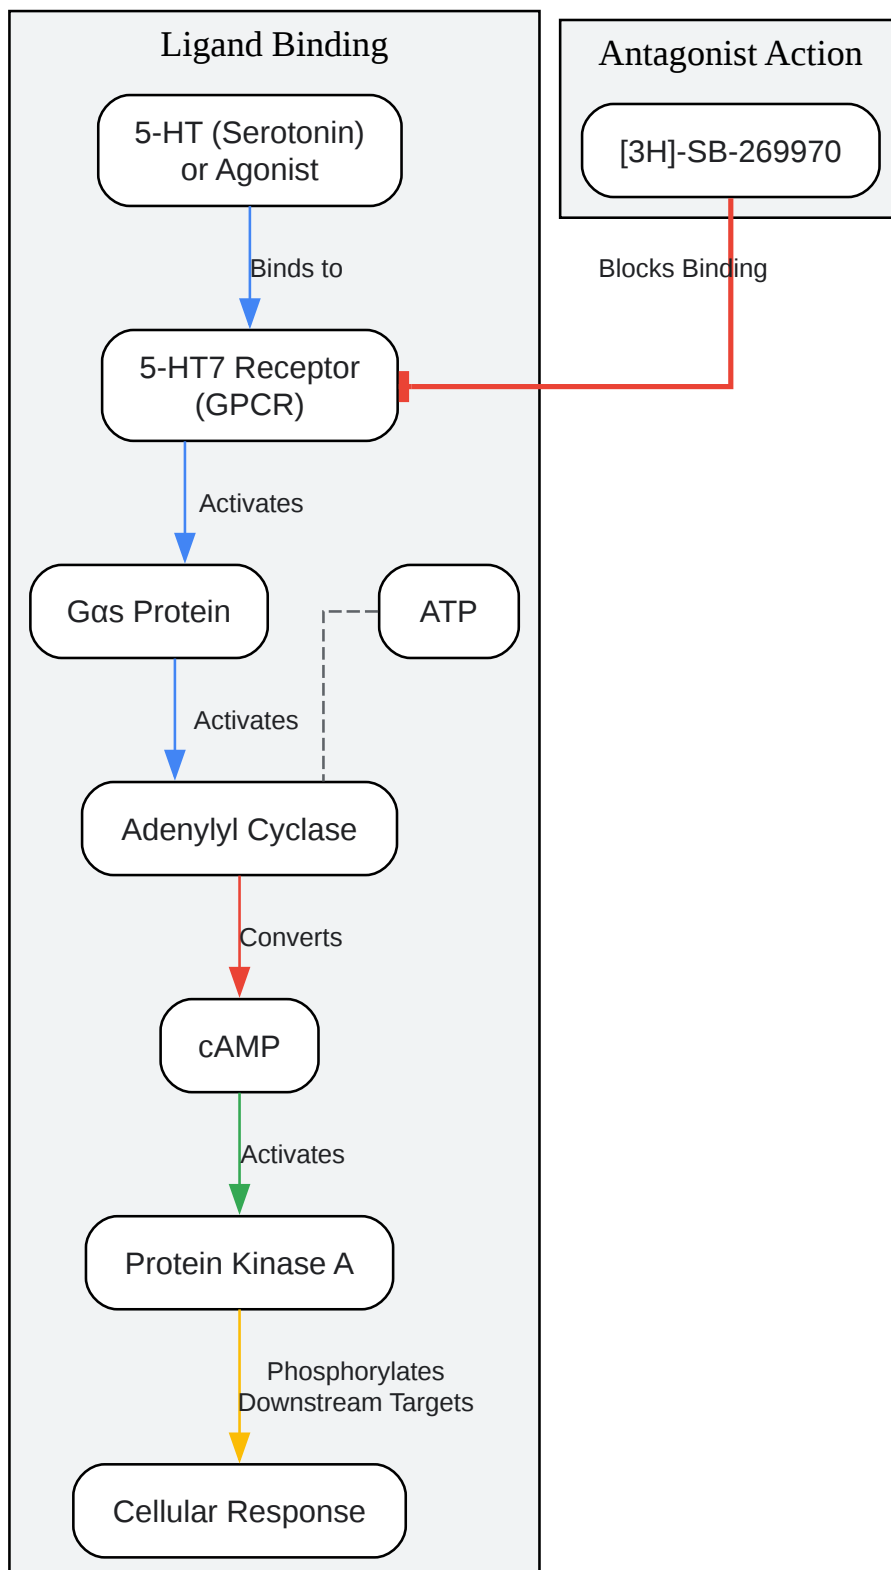 Ligand Binding
5-HT (Serotonin)
or Agonist
Binds to
5-HT7 Receptor
(GPCR)
Activates
Gαs Protein
ATP
Activates
Adenylyl Cyclase
Converts
cAMP
Activates
Protein Kinase A
Phosphorylates
Downstream Targets
Cellular Response
Antagonist Action
[3H]-SB-269970
Blocks Binding